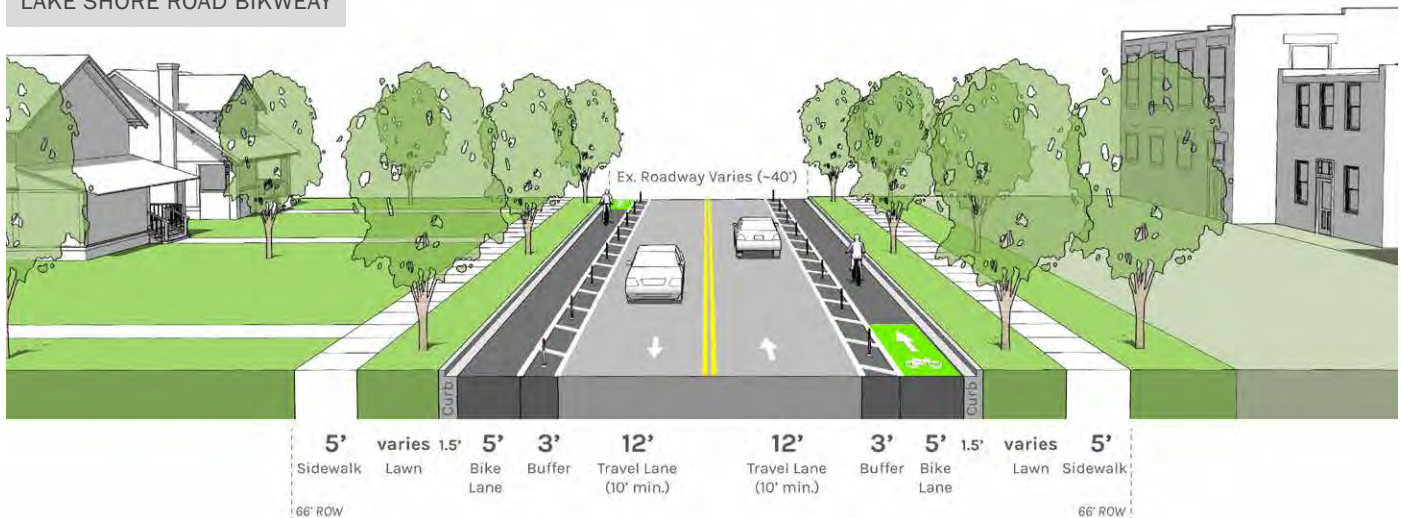 LAKE SHORE ROAD BIKWEAY
Ex. Roadway Varies (~40')
Curb
Curb
5' varies 1.5' 5' 3' 12' 12' 3' 5' 1.5' varies 5'
Sidewalk Lawn Bike Buffer Travel Lane Travel Lane Buffer Bike Lawn Sidewalk
Lane (10' min.) (10' min.) Lane
66' ROW 66' ROW